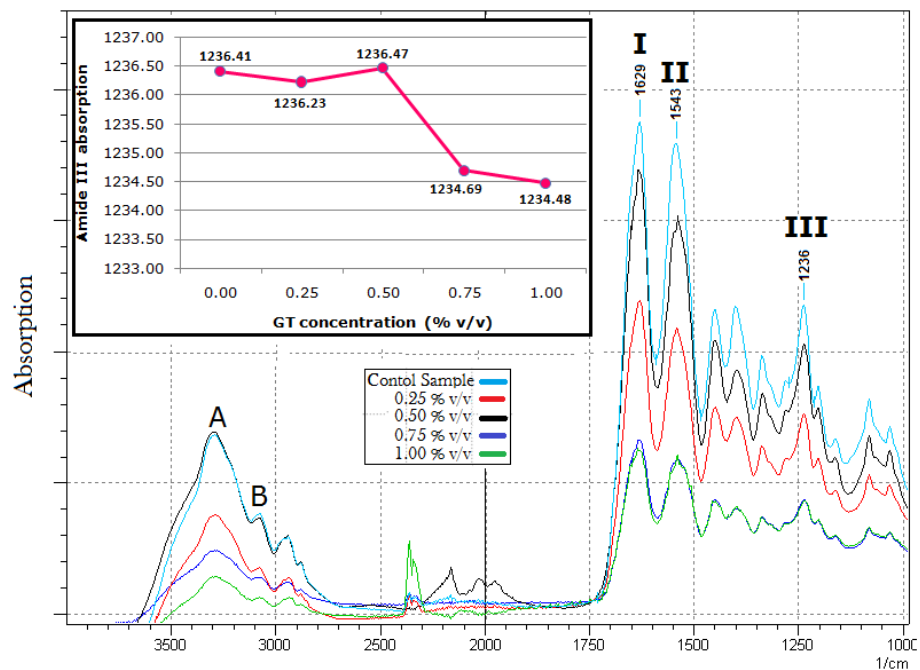 1237.00
1236.50
1236.00
1235.50
1235.00
1234.50
1234.00
1233.50
1233.00
Amide III absorption
1236.41
1236.23
1236.47
1234.69
1234.48
0.00 0.25 0.50 0.75 1.00
GT concentration (% v/v)
I
1629
II
1543
III
1236
Absorption
A
B
Contol Sample
0.25 % v/v
0.50 % v/v
0.75 % v/v
1.00 % v/v
3500 3000 2500 2000 1750 1500 1250 1000
1/cm